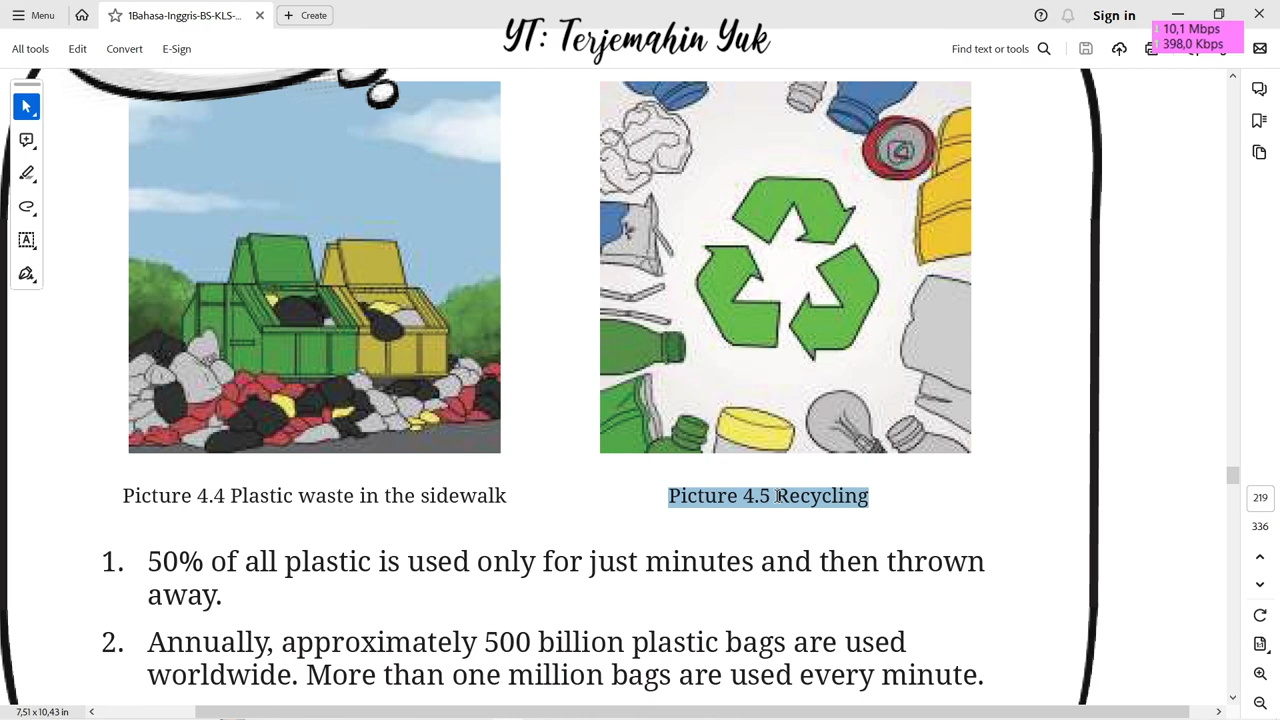 Menu
1Bahasa-Inggris-BS-KLS-...
Create
YT: Terjemahin Yuk
Sign in
10,1 Mbps
398,0 Kbps
All tools
Edit
Convert
E-Sign
Find text or tools
Picture 4.4 Plastic waste in the sidewalk
Picture 4.5 Recycling
1. 50% of all plastic is used only for just minutes and then thrown
away.
2. Annually, approximately 500 billion plastic bags are used
worldwide. More than one million bags are used every minute.
219
336
7,51 x 10,43 in